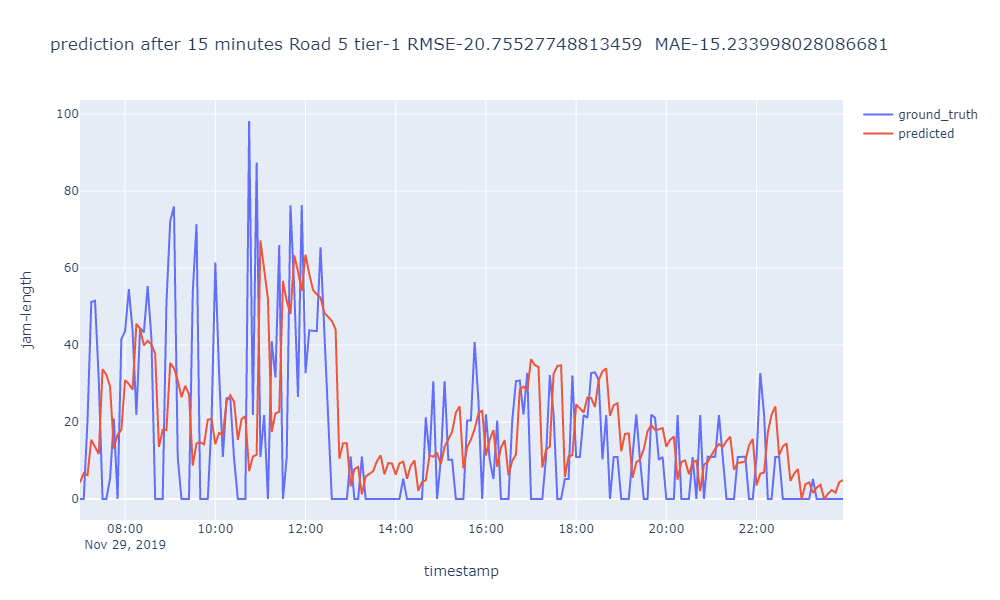 prediction after 15 minutes Road 5 tier-1 RMSE-20.75527748813459  MAE-15.233998028086681
ground_truth
predicted
100
80
60
40
20
0
jam-length
08:00 10:00 12:00 14:00 16:00 18:00 20:00 22:00
Nov 29, 2019
timestamp